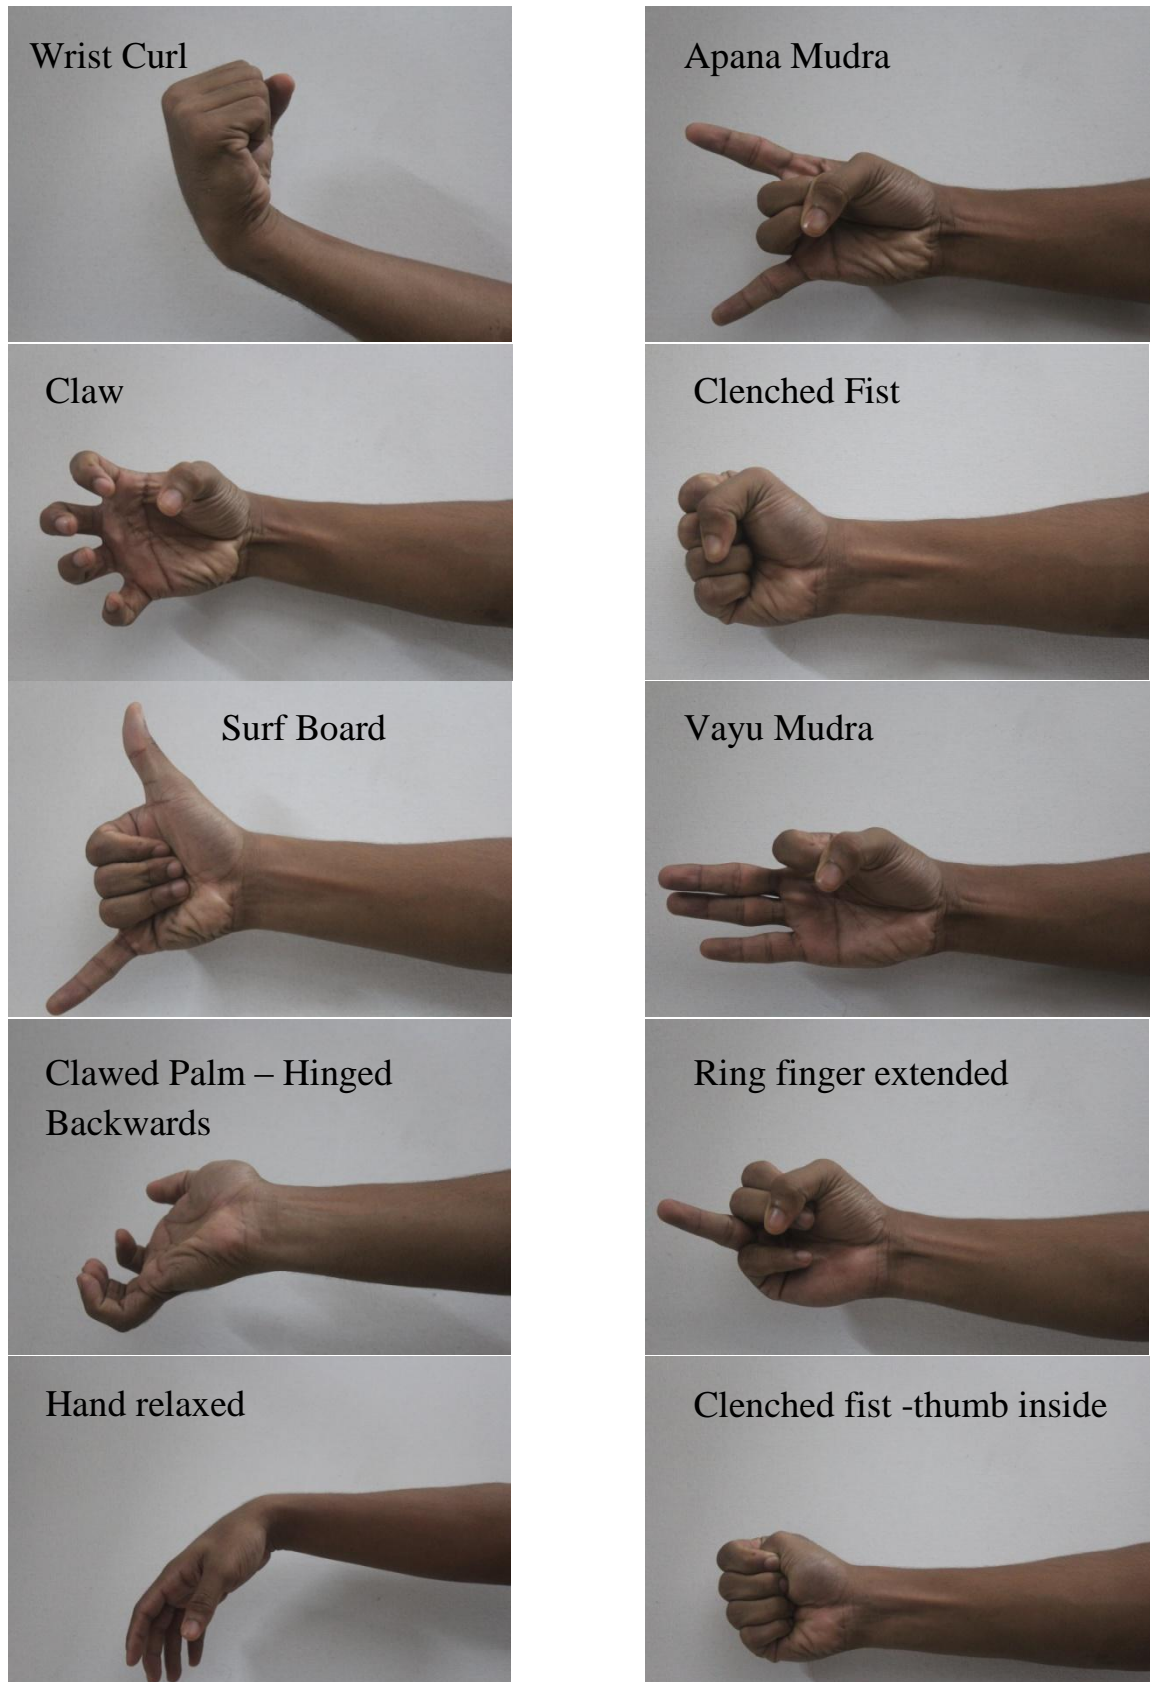 Wrist Curl
Apana Mudra
Claw
Clenched Fist
Surf Board
Vayu Mudra
Clawed Palm – Hinged
Backwards
Ring finger extended
Hand relaxed
Clenched fist -thumb inside